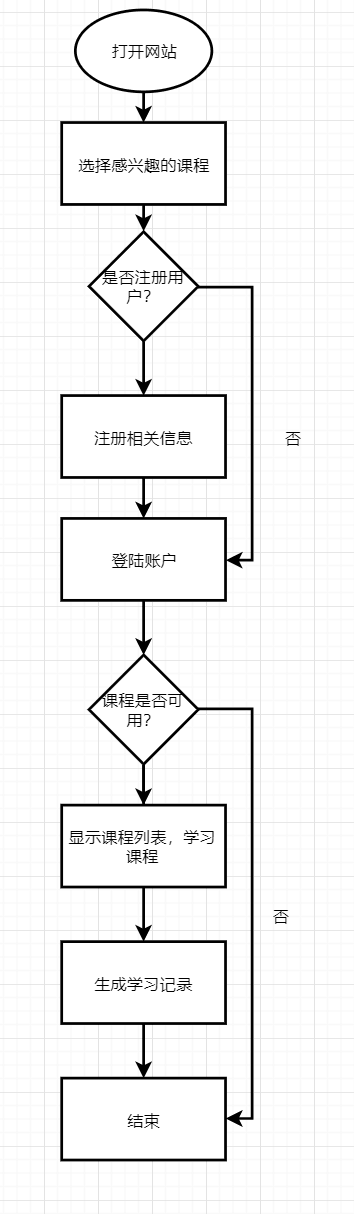 打开网站
选择感兴趣的课程
是否注册用
户?
注册相关信息
否
登陆账户
课程是否可
用?
显示课程列表，学习
课程
否
生成学习记录
结束